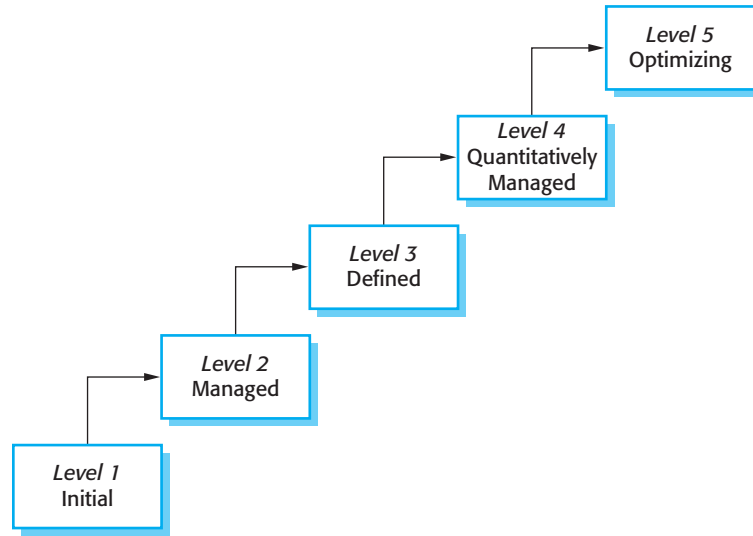 Level 5
Optimizing
Level 4
Quantitatively
Managed
Level 3
Defined
Level 2
Managed
Level 1
Initial